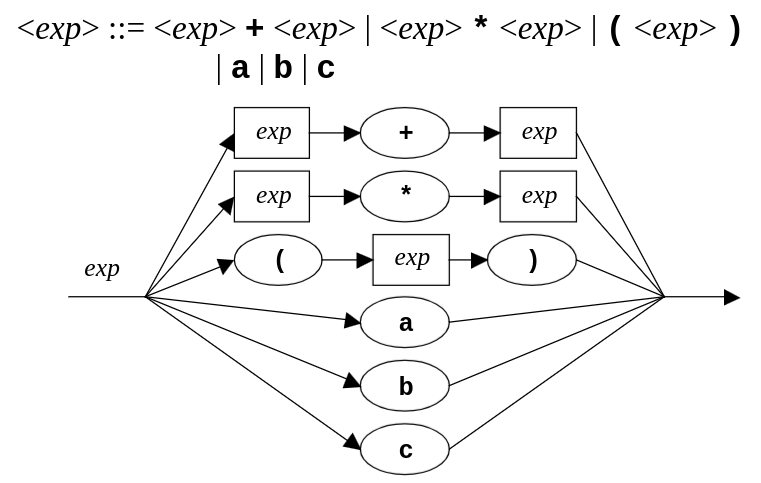 <exp> ::= <exp> + <exp> | <exp> * <exp> | ( <exp> )
| a | b | c
exp + exp
exp * exp
( exp )
exp
a
b
c